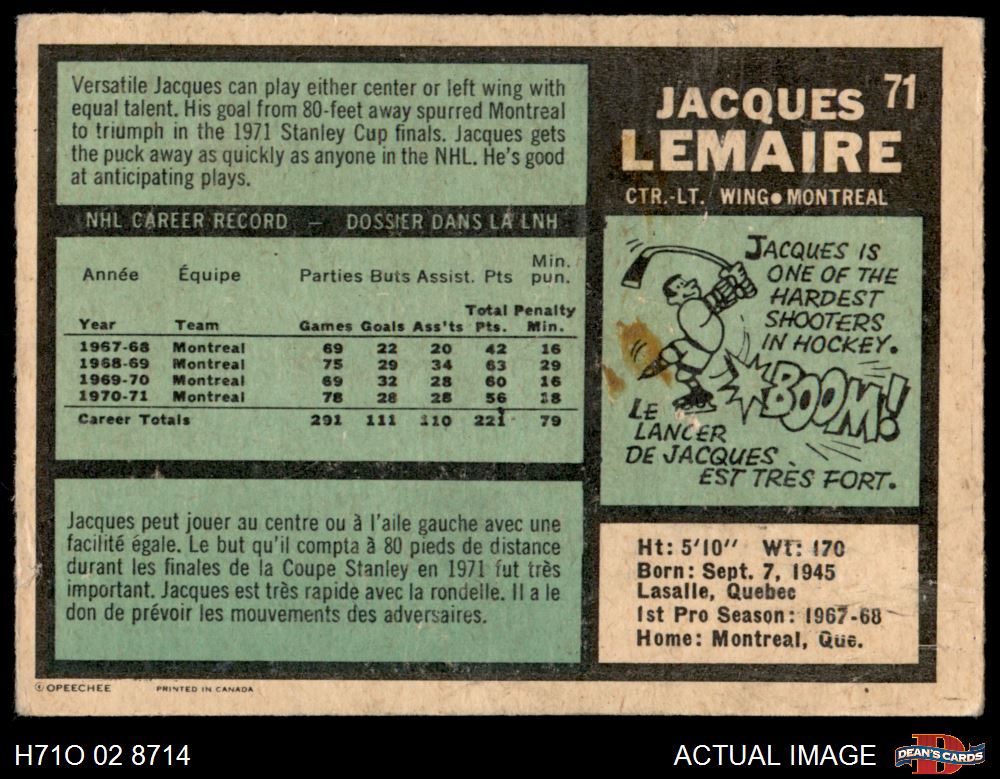 Versatile Jacques can play either center or left wing with
equal talent. His goal from 80-feet away spurred Montreal
to triumph in the 1971 Stanley Cup finals. Jacques gets
the puck away as quickly as anyone in the NHL. He's good
at anticipating plays.
JACQUES 71
LEMAIRE
CTR.-LT. WING●MONTREAL
NHL CAREER RECORD — DOSSIER DANS LA LNH
Année Équipe Parties Buts Assist. Pts Min. pun.
Year Team Games Goals Ass'ts Total Pts. Penalty Min.
1967-68 Montreal 69 22 20 42 16
1968-69 Montreal 75 29 34 63 29
1969-70 Montreal 69 32 28 60 16
1970-71 Montreal 78 28 28 56 18
Career Totals 291 111 110 221 79
JACQUES IS
ONE OF THE
HARDEST
SHOOTERS
IN HOCKEY.
BOOM!
LE
LANCER
DE JACQUES
EST TRÈS FORT.
Jacques peut jouer au centre ou à l'aile gauche avec une
facilité égale. Le but qu'il compta à 80 pieds de distance
durant les finales de la Coupe Stanley en 1971 fut très
important. Jacques est très rapide avec la rondelle. Il a le
don de prévoir les mouvements des adversaires.
Ht: 5'10" Wt: 170
Born: Sept. 7, 1945
Lasalle, Quebec
1st Pro Season: 1967-68
Home: Montreal, Que.
© OPEECHEE PRINTED IN CANADA
H71O 02 8714
ACTUAL IMAGE
D
DEAN'S CARDS